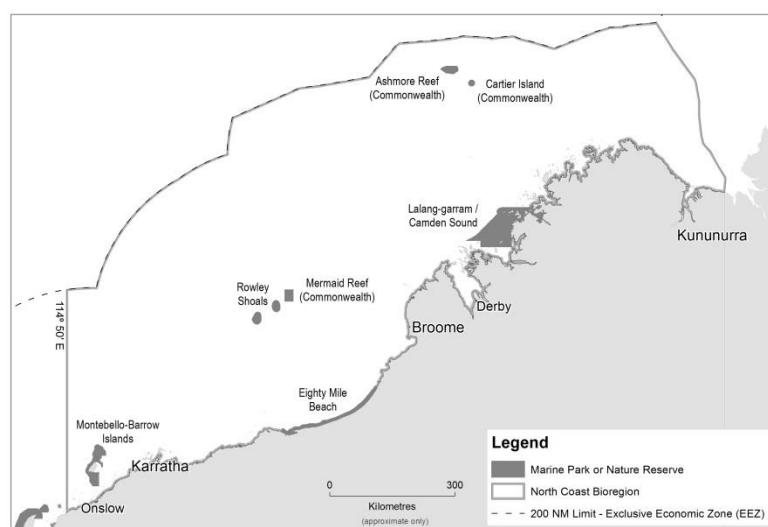 Ashmore Reef
(Commonwealth)
Cartier Island
(Commonwealth)
Lalang-garram /
Camden Sound
Kununurra
Mermaid Reef
(Commonwealth)
Rowley
Shoals
114° 50' E
Derby
Broome
Eighty Mile
Beach
Montebello-Barrow
Islands
Karratha
Onslow
Legend
Marine Park or Nature Reserve
North Coast Bioregion
200 NM Limit - Exclusive Economic Zone (EEZ)
0 300
Kilometres
(approximate only)